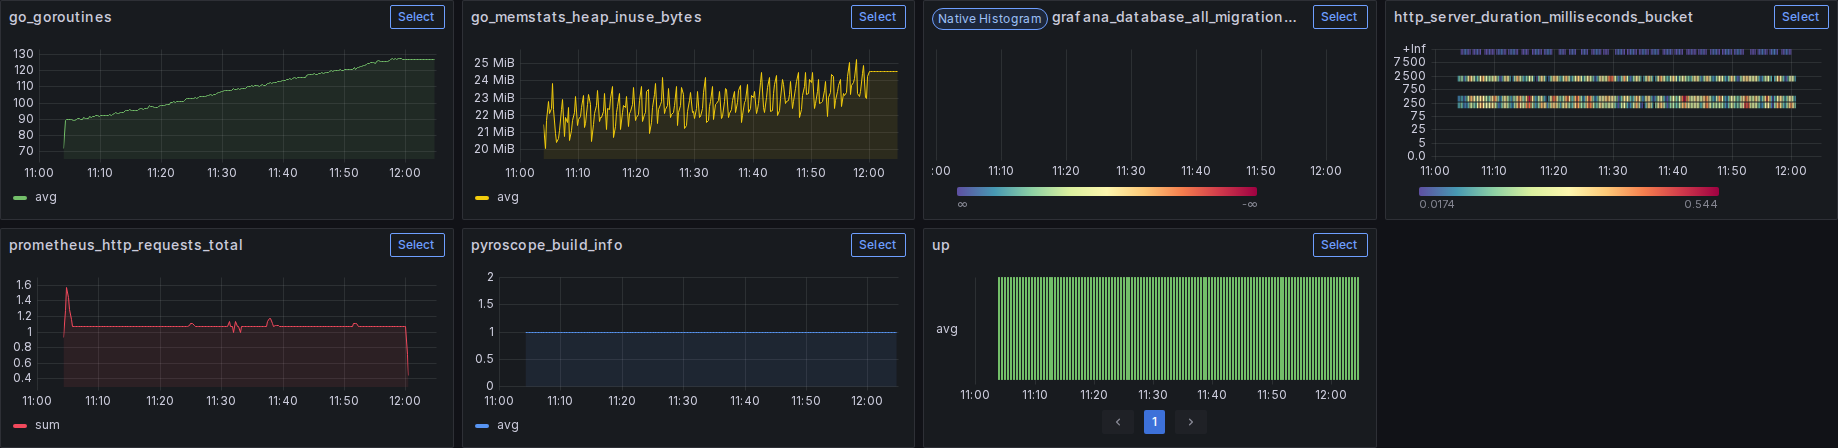 go_goroutines
Select
130
120
110
100
90
80
70
11:00 11:10 11:20 11:30 11:40 11:50 12:00
avg
go_memstats_heap_inuse_bytes
Select
25 MiB
24 MiB
23 MiB
22 MiB
21 MiB
20 MiB
11:00 11:10 11:20 11:30 11:40 11:50 12:00
avg
Native Histogram grafana_database_all_migration...
Select
:00 11:10 11:20 11:30 11:40 11:50 12:00
∞ -∞
http_server_duration_milliseconds_bucket
Select
+Inf
7500
2500
750
250
75
25
5
0.0
11:00 11:10 11:20 11:30 11:40 11:50 12:00
0.0174 0.544
prometheus_http_requests_total
Select
1.6
1.4
1.2
1
0.8
0.6
0.4
11:00 11:10 11:20 11:30 11:40 11:50 12:00
sum
pyroscope_build_info
Select
2
1.5
1
0.5
0
11:00 11:10 11:20 11:30 11:40 11:50 12:00
avg
up
Select
avg
11:00 11:10 11:20 11:30 11:40 11:50 12:00
1